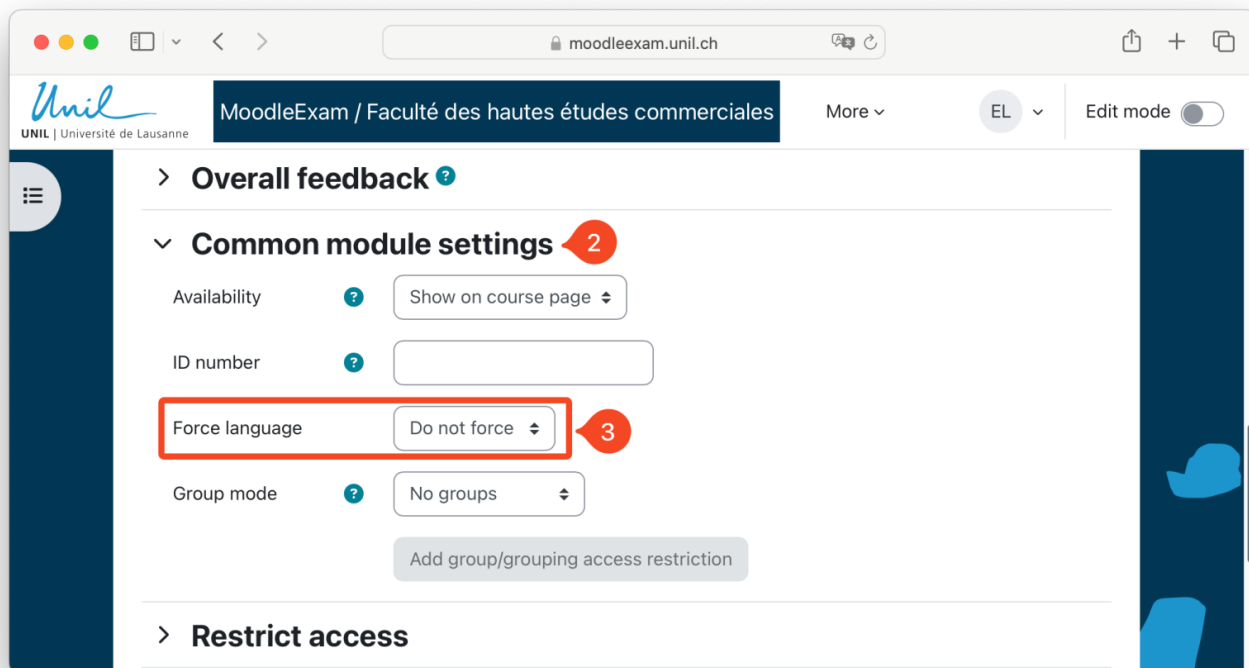 moodleexam.unil.ch
Unil
UNIL | Université de Lausanne
MoodleExam / Faculté des hautes études commerciales
More
EL
Edit mode
Overall feedback ?
Common module settings 2
Availability ? Show on course page
ID number ?
Force language Do not force 3
Group mode ? No groups
Add group/grouping access restriction
Restrict access